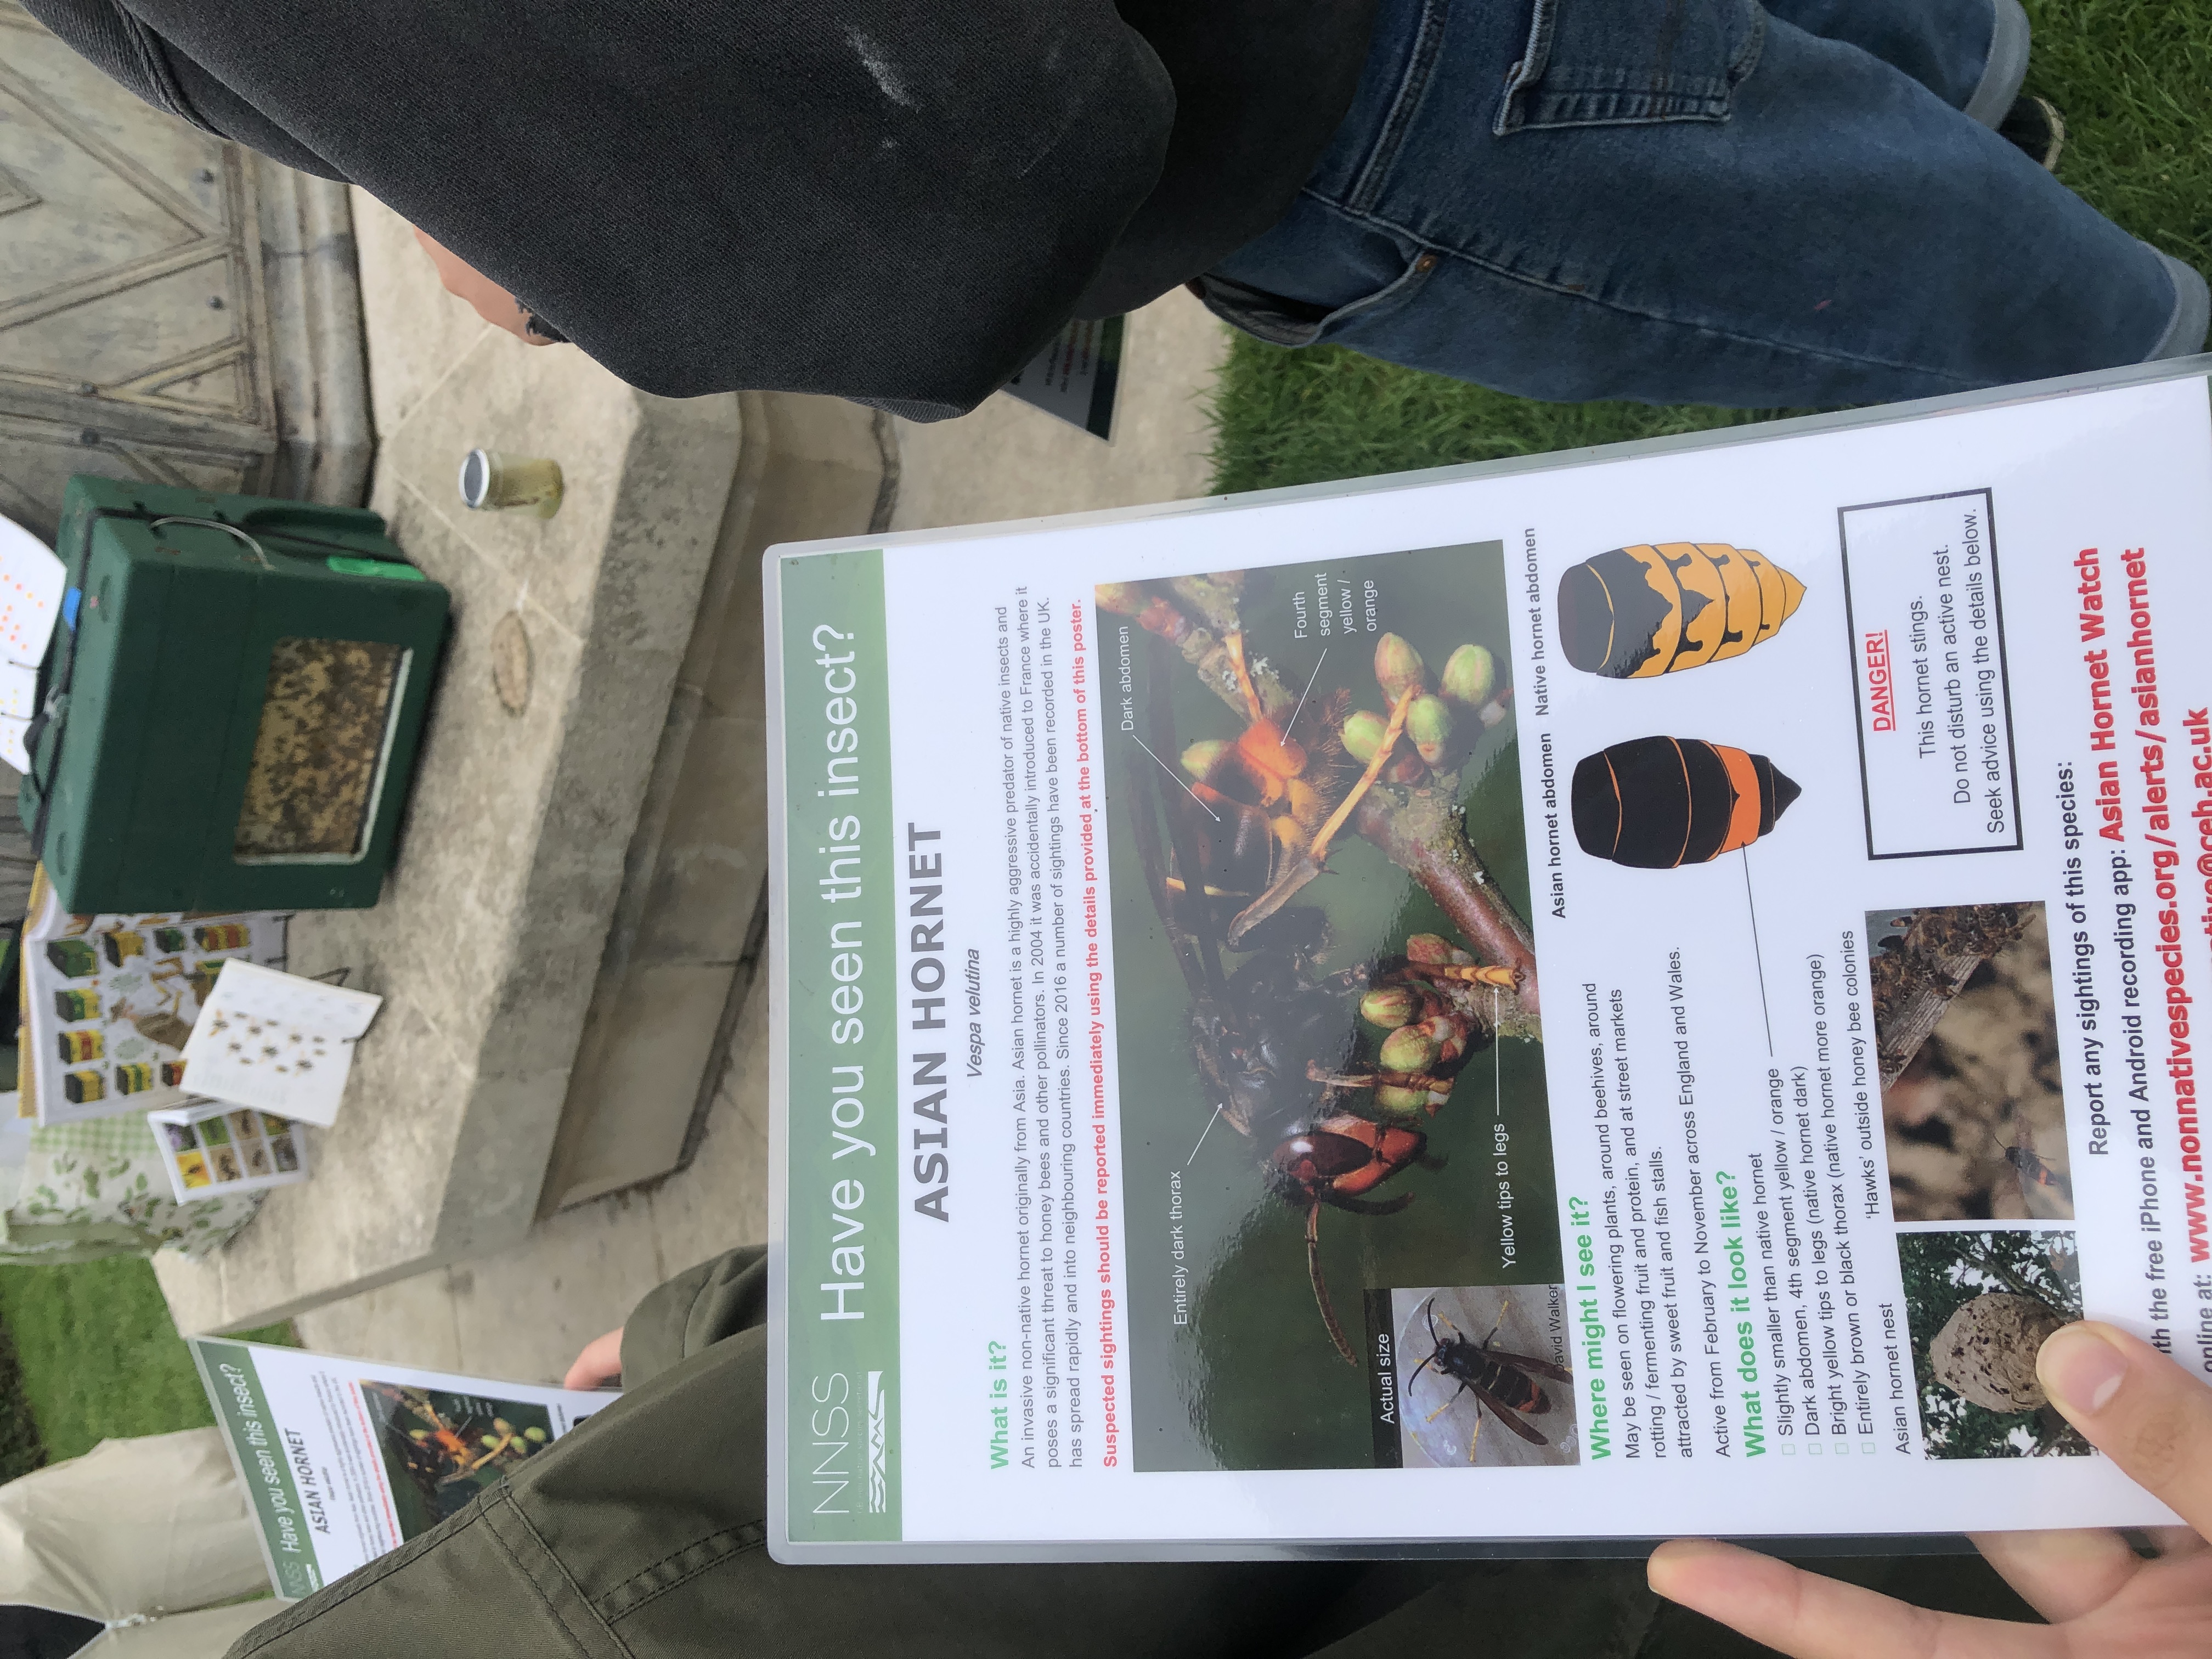 NNSS Have you seen this insect?
ASIAN HORNET
NNSS
Have you seen this insect?
ASIAN HORNET
Vespa velutina
What is it?
An invasive non-native hornet originally from Asia. Asian hornet is a highly aggressive predator of native insects and
poses a significant threat to honey bees and other pollinators. In 2004 it was accidentally introduced to France where it
has spread rapidly and into neighbouring countries. Since 2016 a number of sightings have been recorded in the UK.
Suspected sightings should be reported immediately using the details provided at the bottom of this poster.
Dark abdomen
Entirely dark thorax
Fourth
segment
yellow /
orange
Actual size
Yellow tips to legs
David Walker
Asian hornet abdomen
Native hornet abdomen
Where might I see it?
May be seen on flowering plants, around beehives, around
rotting / fermenting fruit and protein, and at street markets
attracted by sweet fruit and fish stalls.
Active from February to November across England and Wales.
What does it look like?
Slightly smaller than native hornet
Dark abdomen, 4th segment yellow / orange
Bright yellow tips to legs (native hornet dark)
Entirely brown or black thorax (native hornet more orange)
Asian hornet nest
'Hawks' outside honey bee colonies
DANGER!
This hornet stings.
Do not disturb an active nest.
Seek advice using the details below.
Report any sightings of this species:
the free iPhone and Android recording app: Asian Hornet Watch
online at: www.nonnativespecies.org/alerts/asianhornet
@ceh.ac.uk